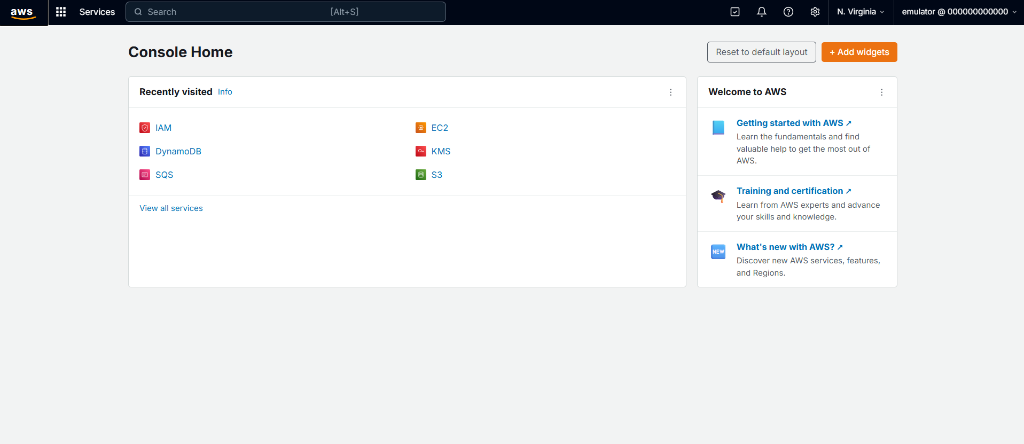 aws
Services
Search [Alt+S]
N. Virginia
emulator @ 000000000000
Console Home
Reset to default layout
+ Add widgets
Recently visited Info
IAM
EC2
DynamoDB
KMS
SQS
S3
View all services
Welcome to AWS
Getting started with AWS ↗
Learn the fundamentals and find
valuable help to get the most out of
AWS.
Training and certification ↗
Learn from AWS experts and advance
your skills and knowledge.
NEW
What's new with AWS? ↗
Discover new AWS services, features,
and Regions.